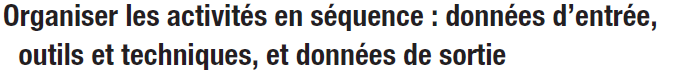 Organiser les activités en séquence : données d’entrée,
outils et techniques, et données de sortie